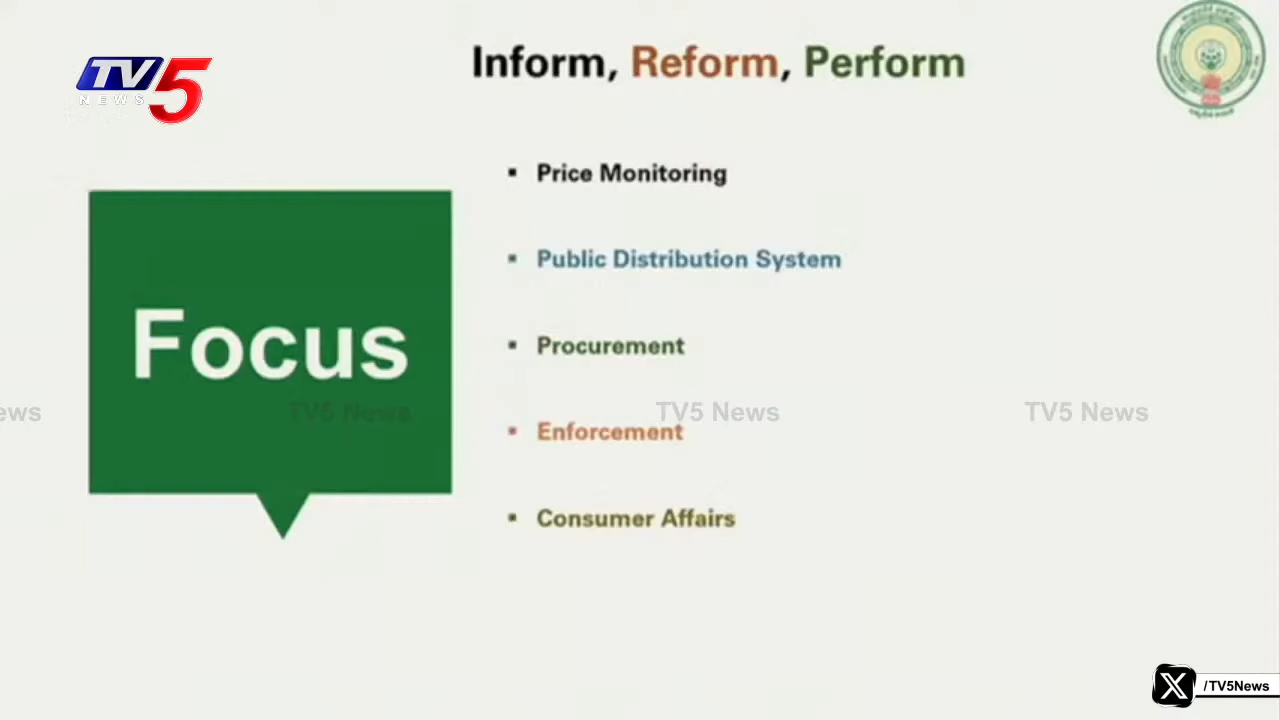 TV5
NEWS
Inform, Reform, Perform
Focus
▪ Price Monitoring
▪ Public Distribution System
▪ Procurement
▪ Enforcement
▪ Consumer Affairs
ews
TV5 News
TV5 News
TV5 News
X /TV5News